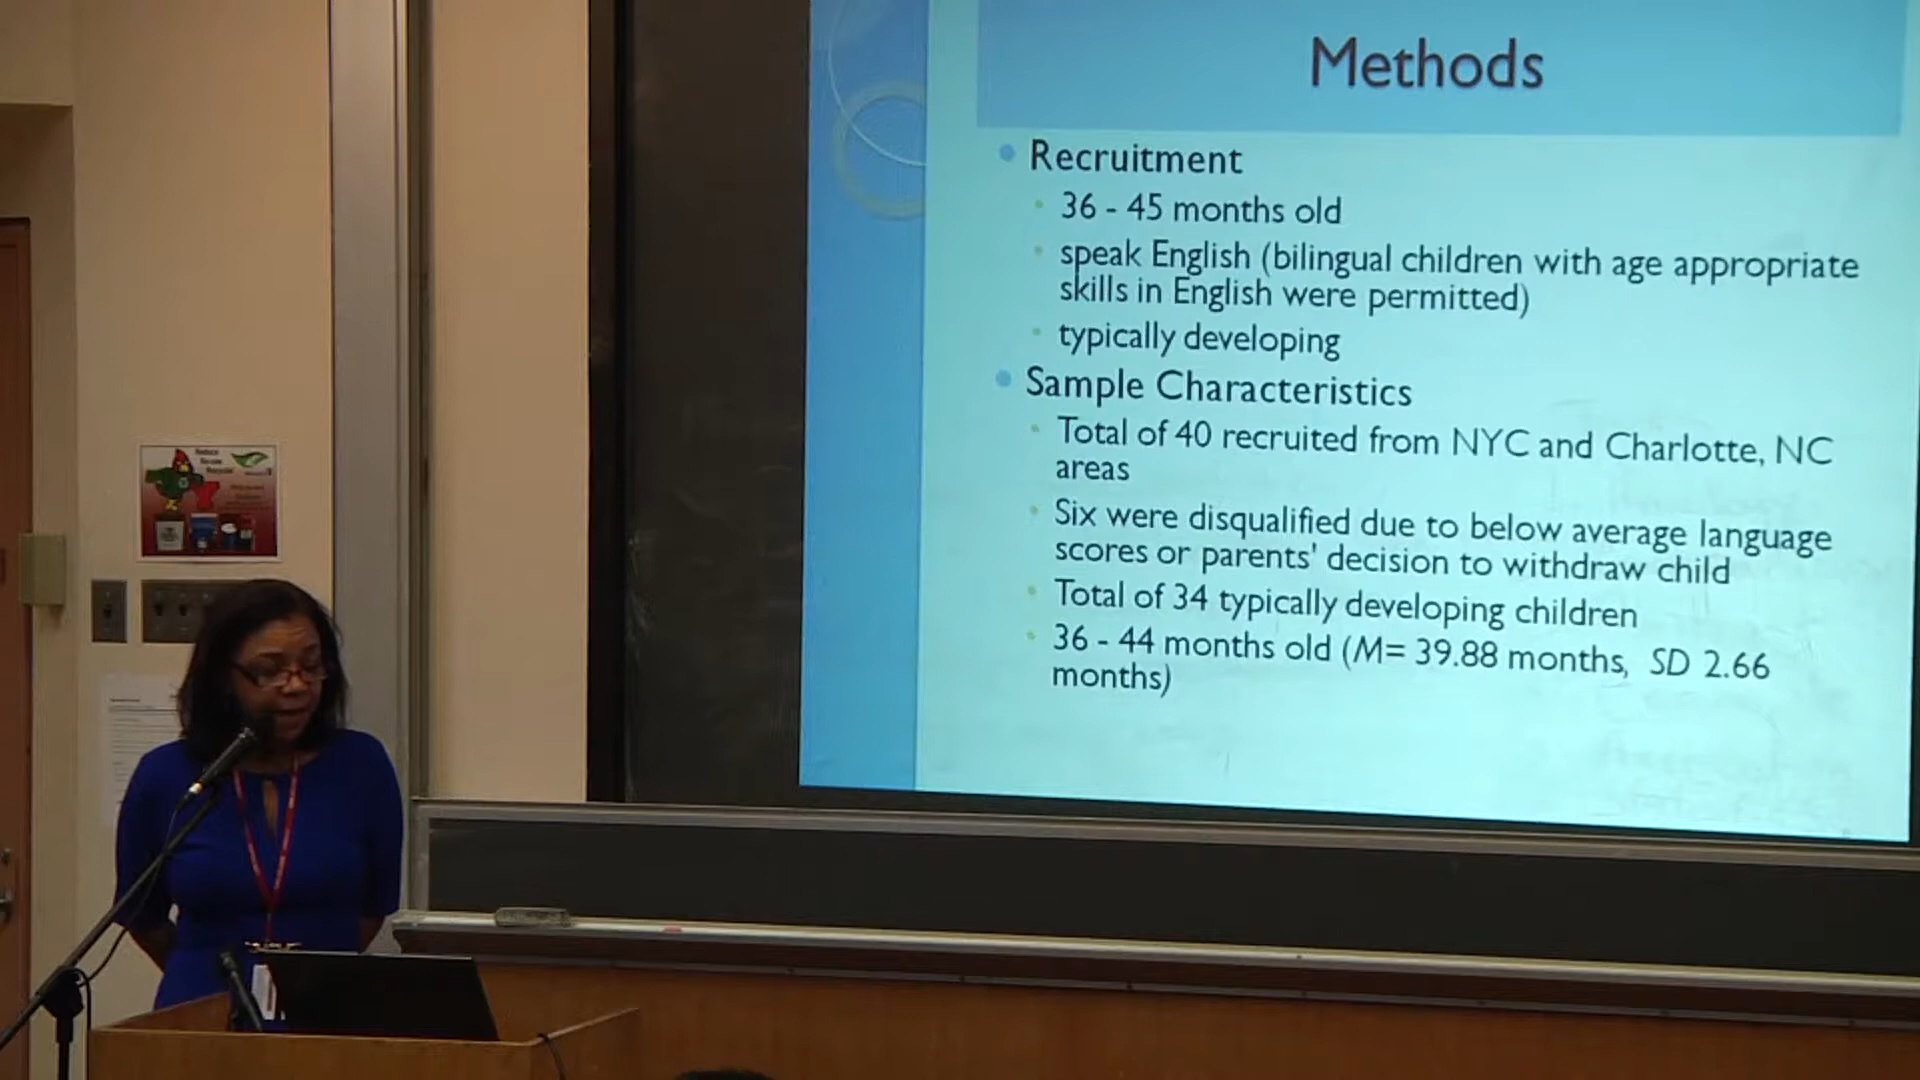 Methods
Recruitment
36 - 45 months old
speak English (bilingual children with age appropriate
skills in English were permitted)
typically developing
Sample Characteristics
Total of 40 recruited from NYC and Charlotte, NC
areas
Six were disqualified due to below average language
scores or parents' decision to withdraw child
Total of 34 typically developing children
36 - 44 months old (M= 39.88 months, SD 2.66
months)
Reduce
Recycle